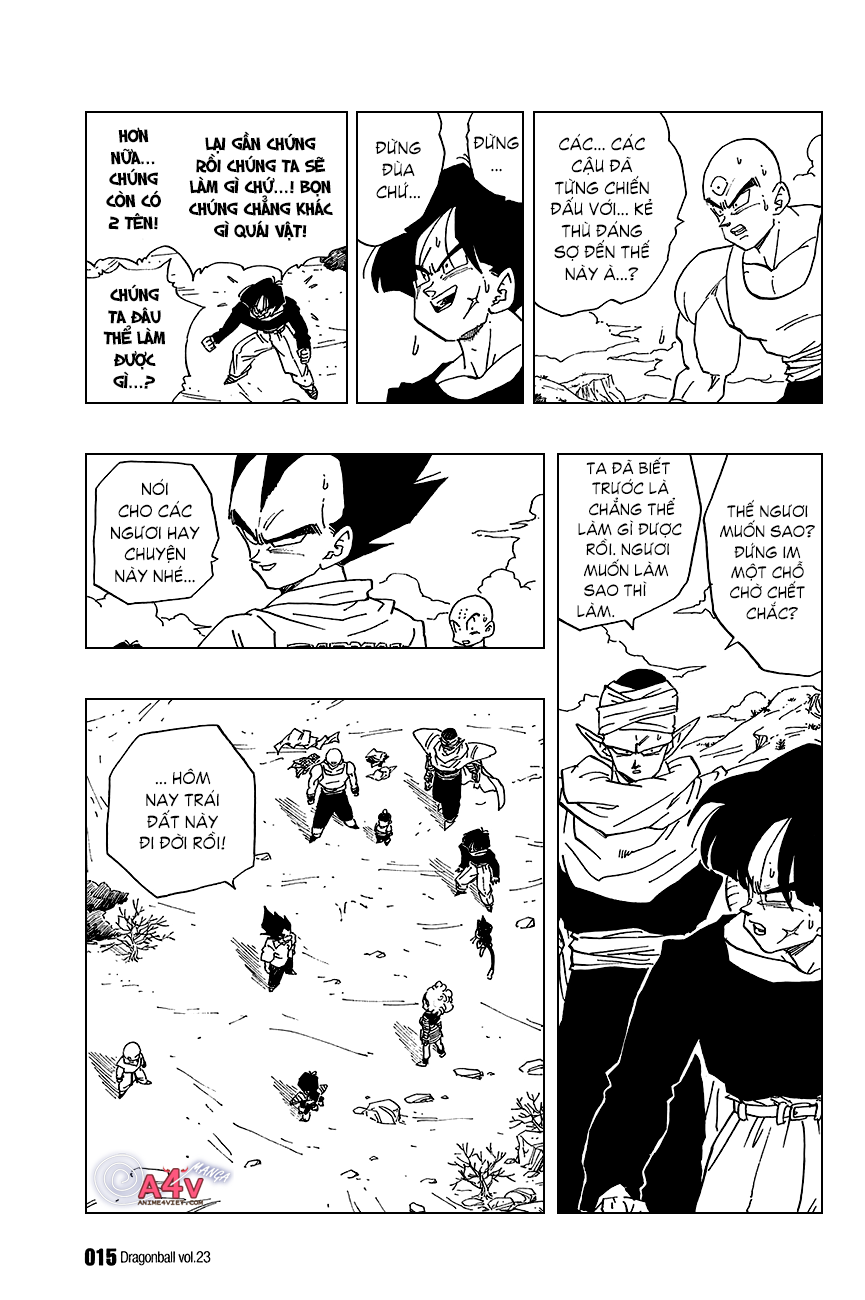 CÁC... CÁC
CẬU ĐÃ
TỪNG CHIẾN
ĐẤU VỚI... KẺ
THÙ ĐÁNG
SỢ ĐẾN THẾ
NÀY À...?
ĐỪNG
...
ĐỪNG
ĐÙA
CHỨ...
LẠI GẦN CHÚNG
RỒI CHÚNG TA SẼ
LÀM GÌ CHỨ...! BỌN
CHÚNG CHẲNG KHÁC
GÌ QUÁI VẬT!
HƠN
NỮA...
CHÚNG
CÒN CÓ
2 TÊN!
CHÚNG
TA ĐÂU
THỂ LÀM
ĐƯỢC
GÌ...?
THẾ NGƯƠI
MUỐN SAO?
ĐỨNG IM
MỘT CHỖ
CHỜ CHẾT
CHẮC?
TA ĐÃ BIẾT
TRƯỚC LÀ
CHẲNG THỂ
LÀM GÌ ĐƯỢC
RỒI. NGƯƠI
MUỐN LÀM
SAO THÌ
LÀM.
NÓI
CHO CÁC
NGƯƠI HAY
CHUYỆN
NÀY NHÉ...
... HÔM
NAY TRÁI
ĐẤT NÀY
ĐI ĐỜI RỒI!
MANGA
A4V
ANIME4VIET.COM
015 Dragonball vol.23